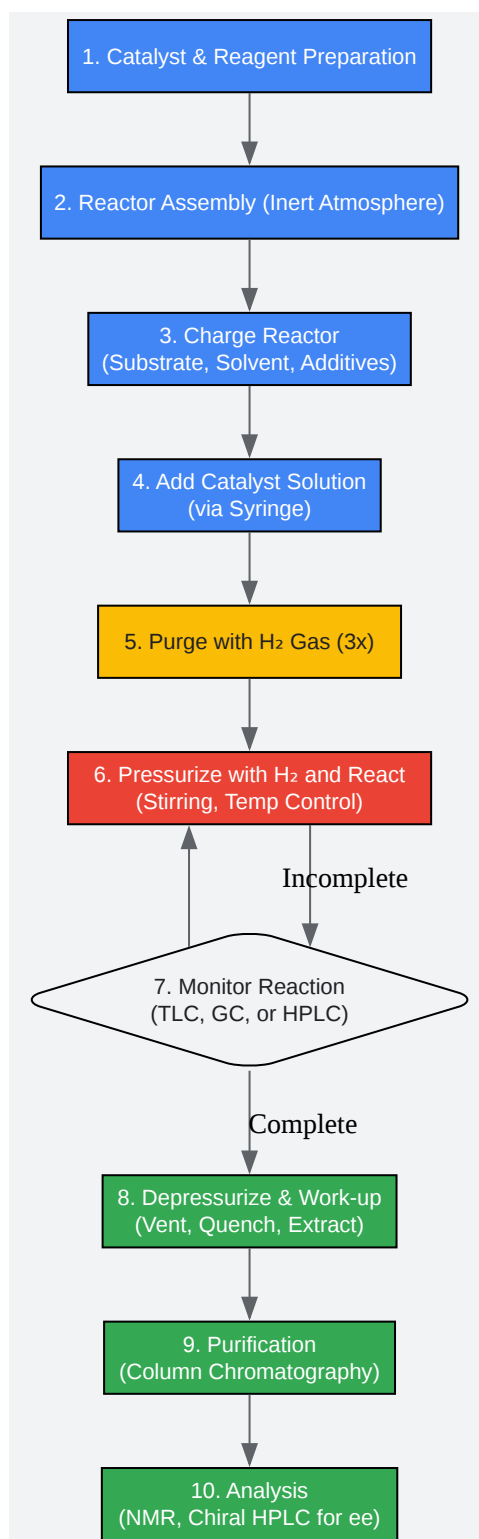 1. Catalyst & Reagent Preparation
2. Reactor Assembly (Inert Atmosphere)
3. Charge Reactor
(Substrate, Solvent, Additives)
4. Add Catalyst Solution
(via Syringe)
5. Purge with H₂ Gas (3x)
6. Pressurize with H₂ and React
(Stirring, Temp Control)
Incomplete
7. Monitor Reaction
(TLC, GC, or HPLC)
Complete
8. Depressurize & Work-up
(Vent, Quench, Extract)
9. Purification
(Column Chromatography)
10. Analysis
(NMR, Chiral HPLC for ee)